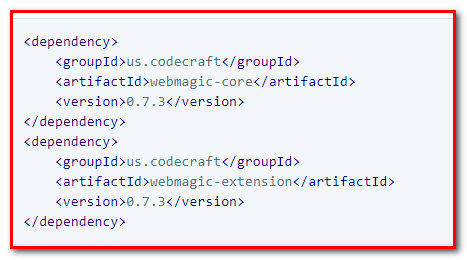 <dependency>
    <groupId>us.codecraft</groupId>
    <artifactId>webmagic-core</artifactId>
    <version>0.7.3</version>
</dependency>
<dependency>
    <groupId>us.codecraft</groupId>
    <artifactId>webmagic-extension</artifactId>
    <version>0.7.3</version>
</dependency>